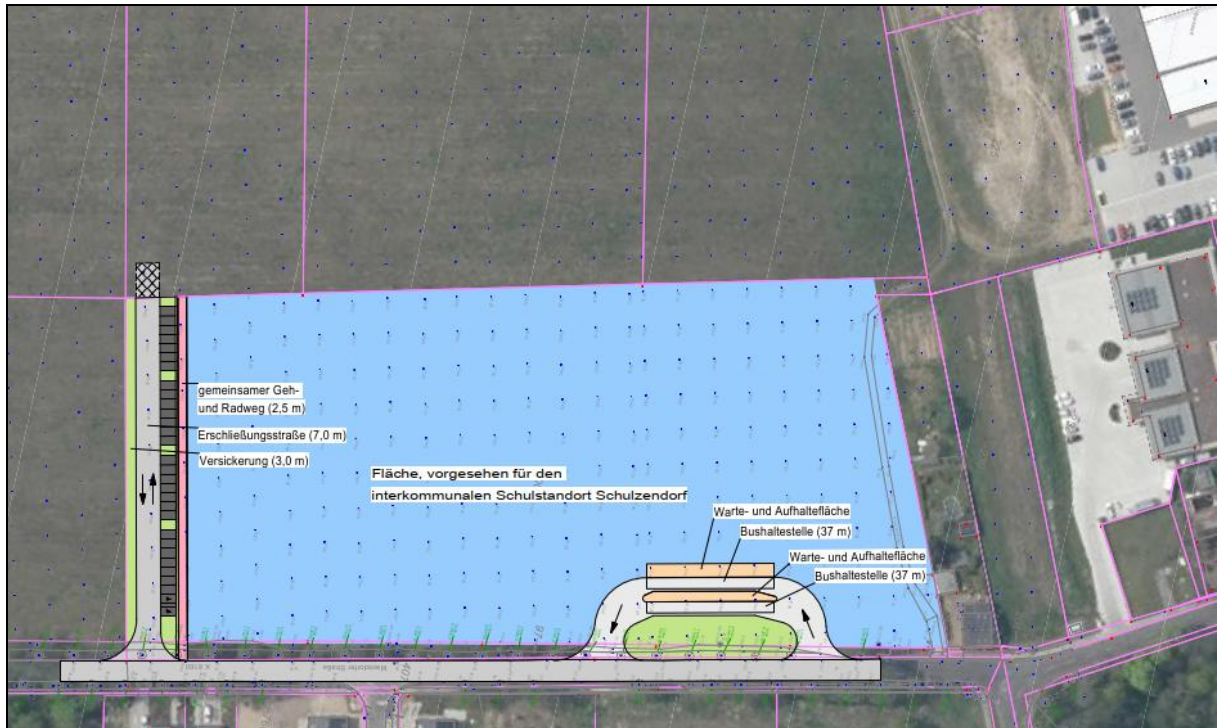 gemeinsamer Geh-
und Radweg (2,5 m)
Erschließungsstraße (7,0 m)
Versickerung (3,0 m)
Fläche, vorgesehen für den
interkommunalen Schulstandort Schulzendorf
Warte- und Aufhaltefläche
Bushaltestelle (37 m)
Warte- und Aufhaltefläche
Bushaltestelle (37 m)